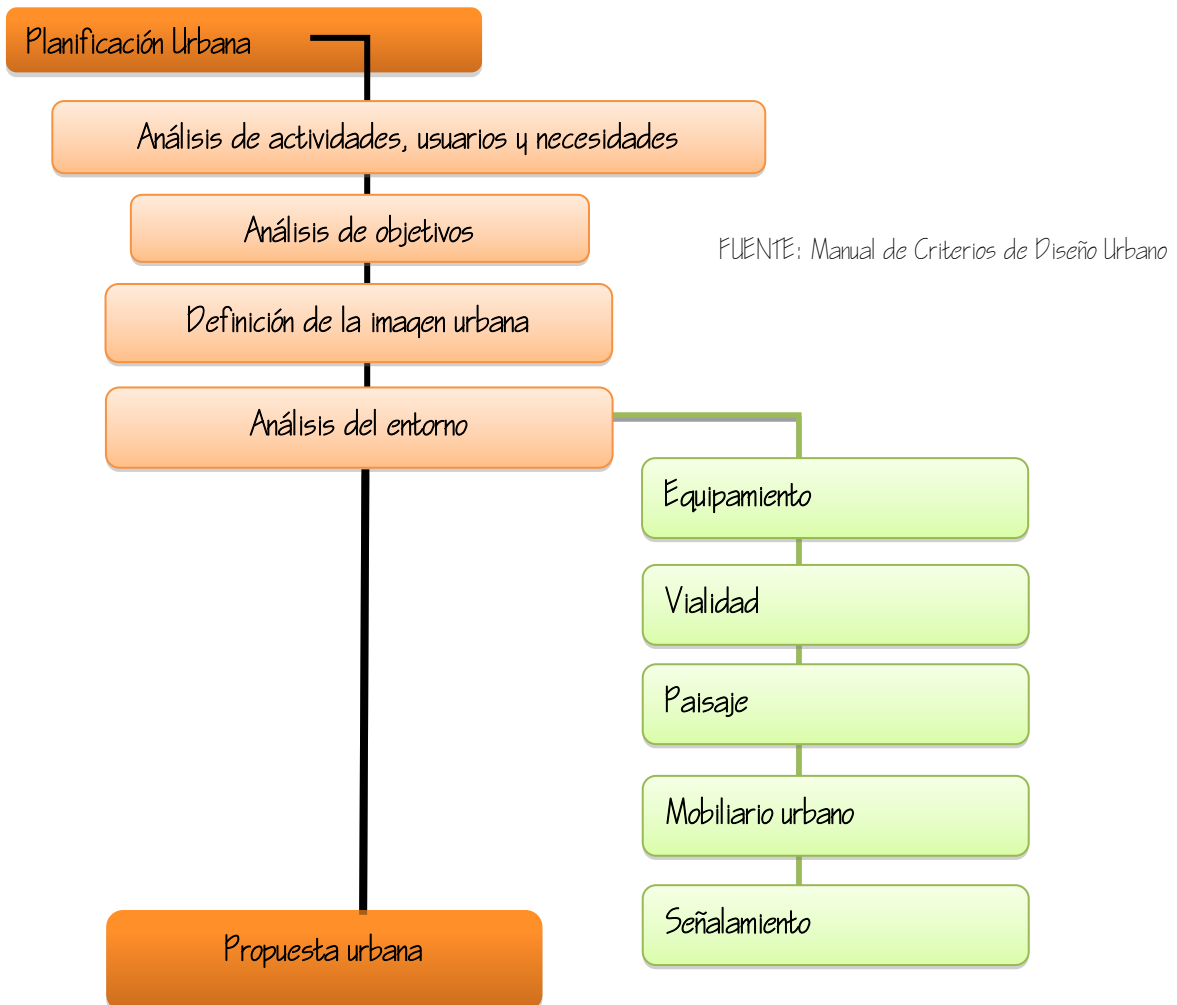 Planificación Urbana
Análisis de actividades, usuarios y necesidades
Análisis de objetivos
FUENTE: Manual de Criterios de Diseño Urbano
Definición de la imagen urbana
Análisis del entorno
Equipamiento
Vialidad
Paisaje
Mobiliario urbano
Señalamiento
Propuesta urbana